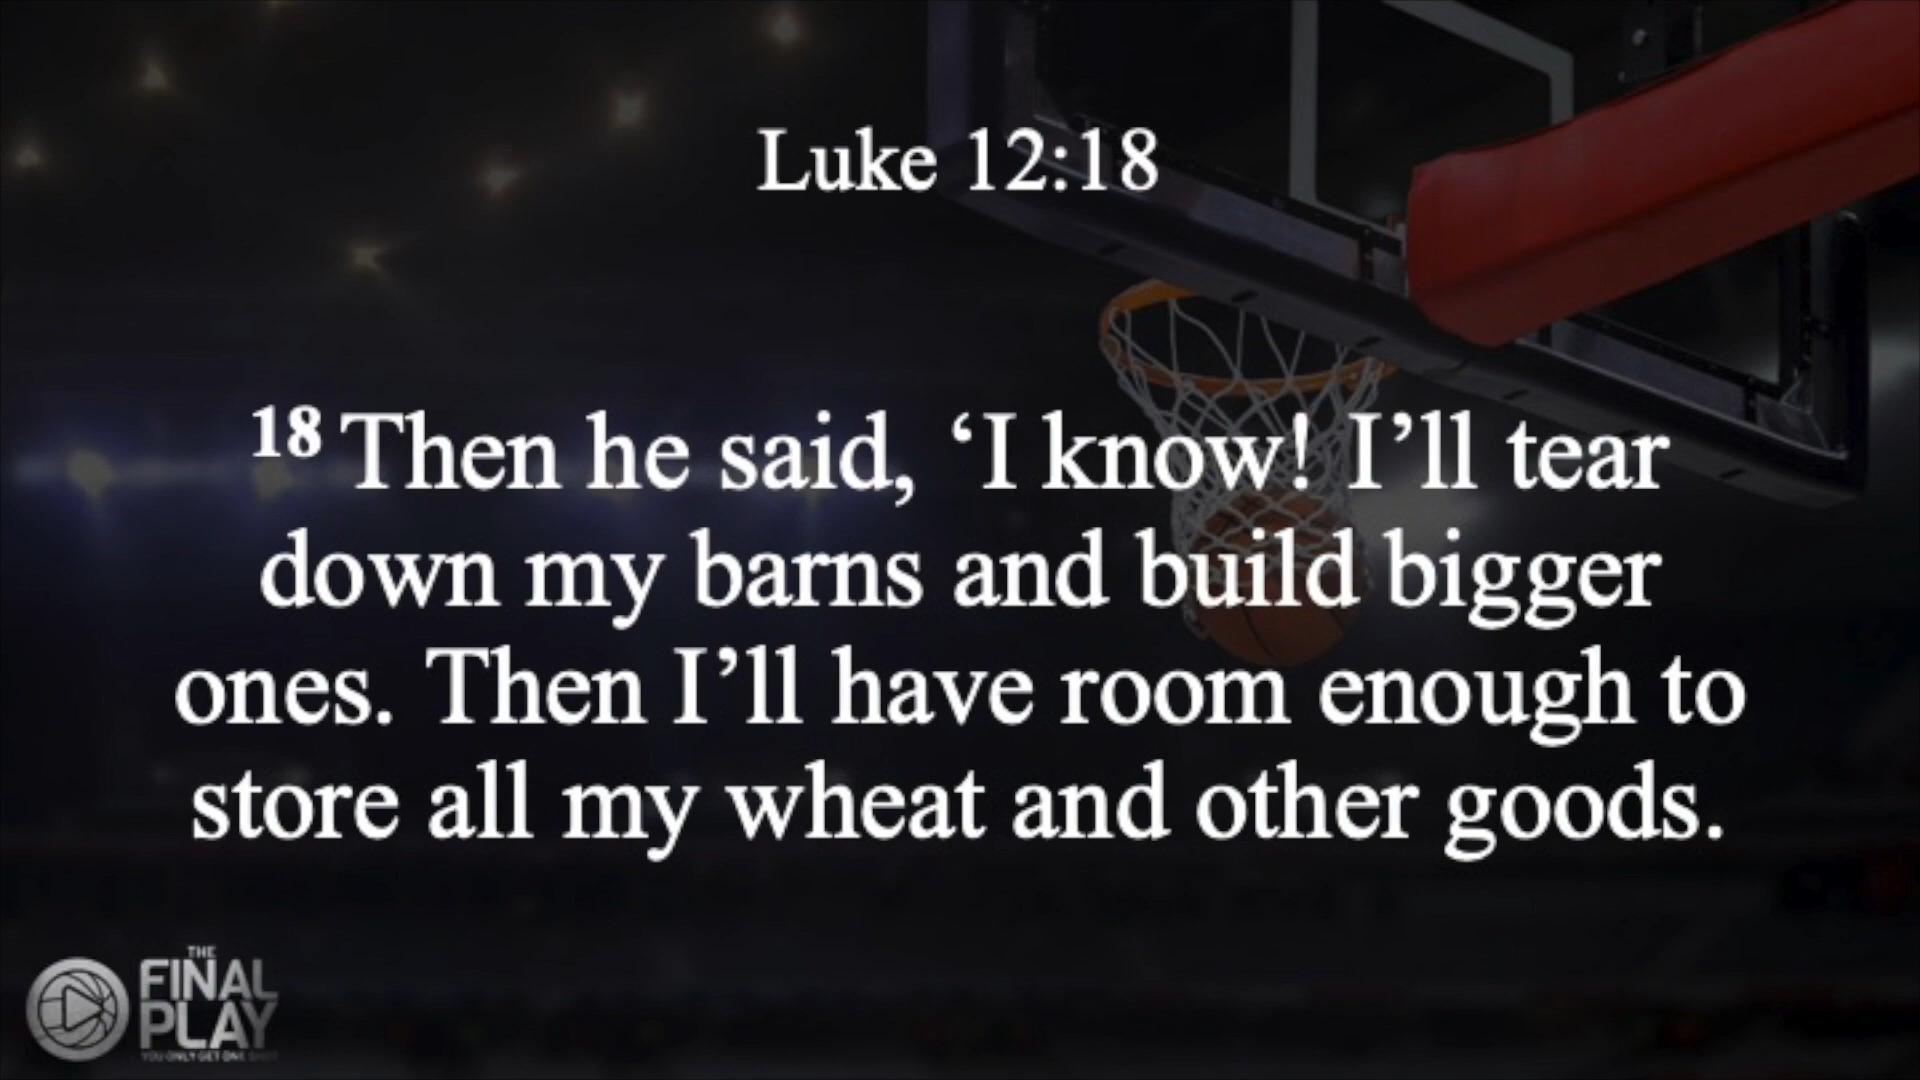 Luke 12:18
18 Then he said, ‘I know! I’ll tear
down my barns and build bigger
ones. Then I’ll have room enough to
store all my wheat and other goods.
THE
FINAL
PLAY
YOU ONLY GET ONE SHOT